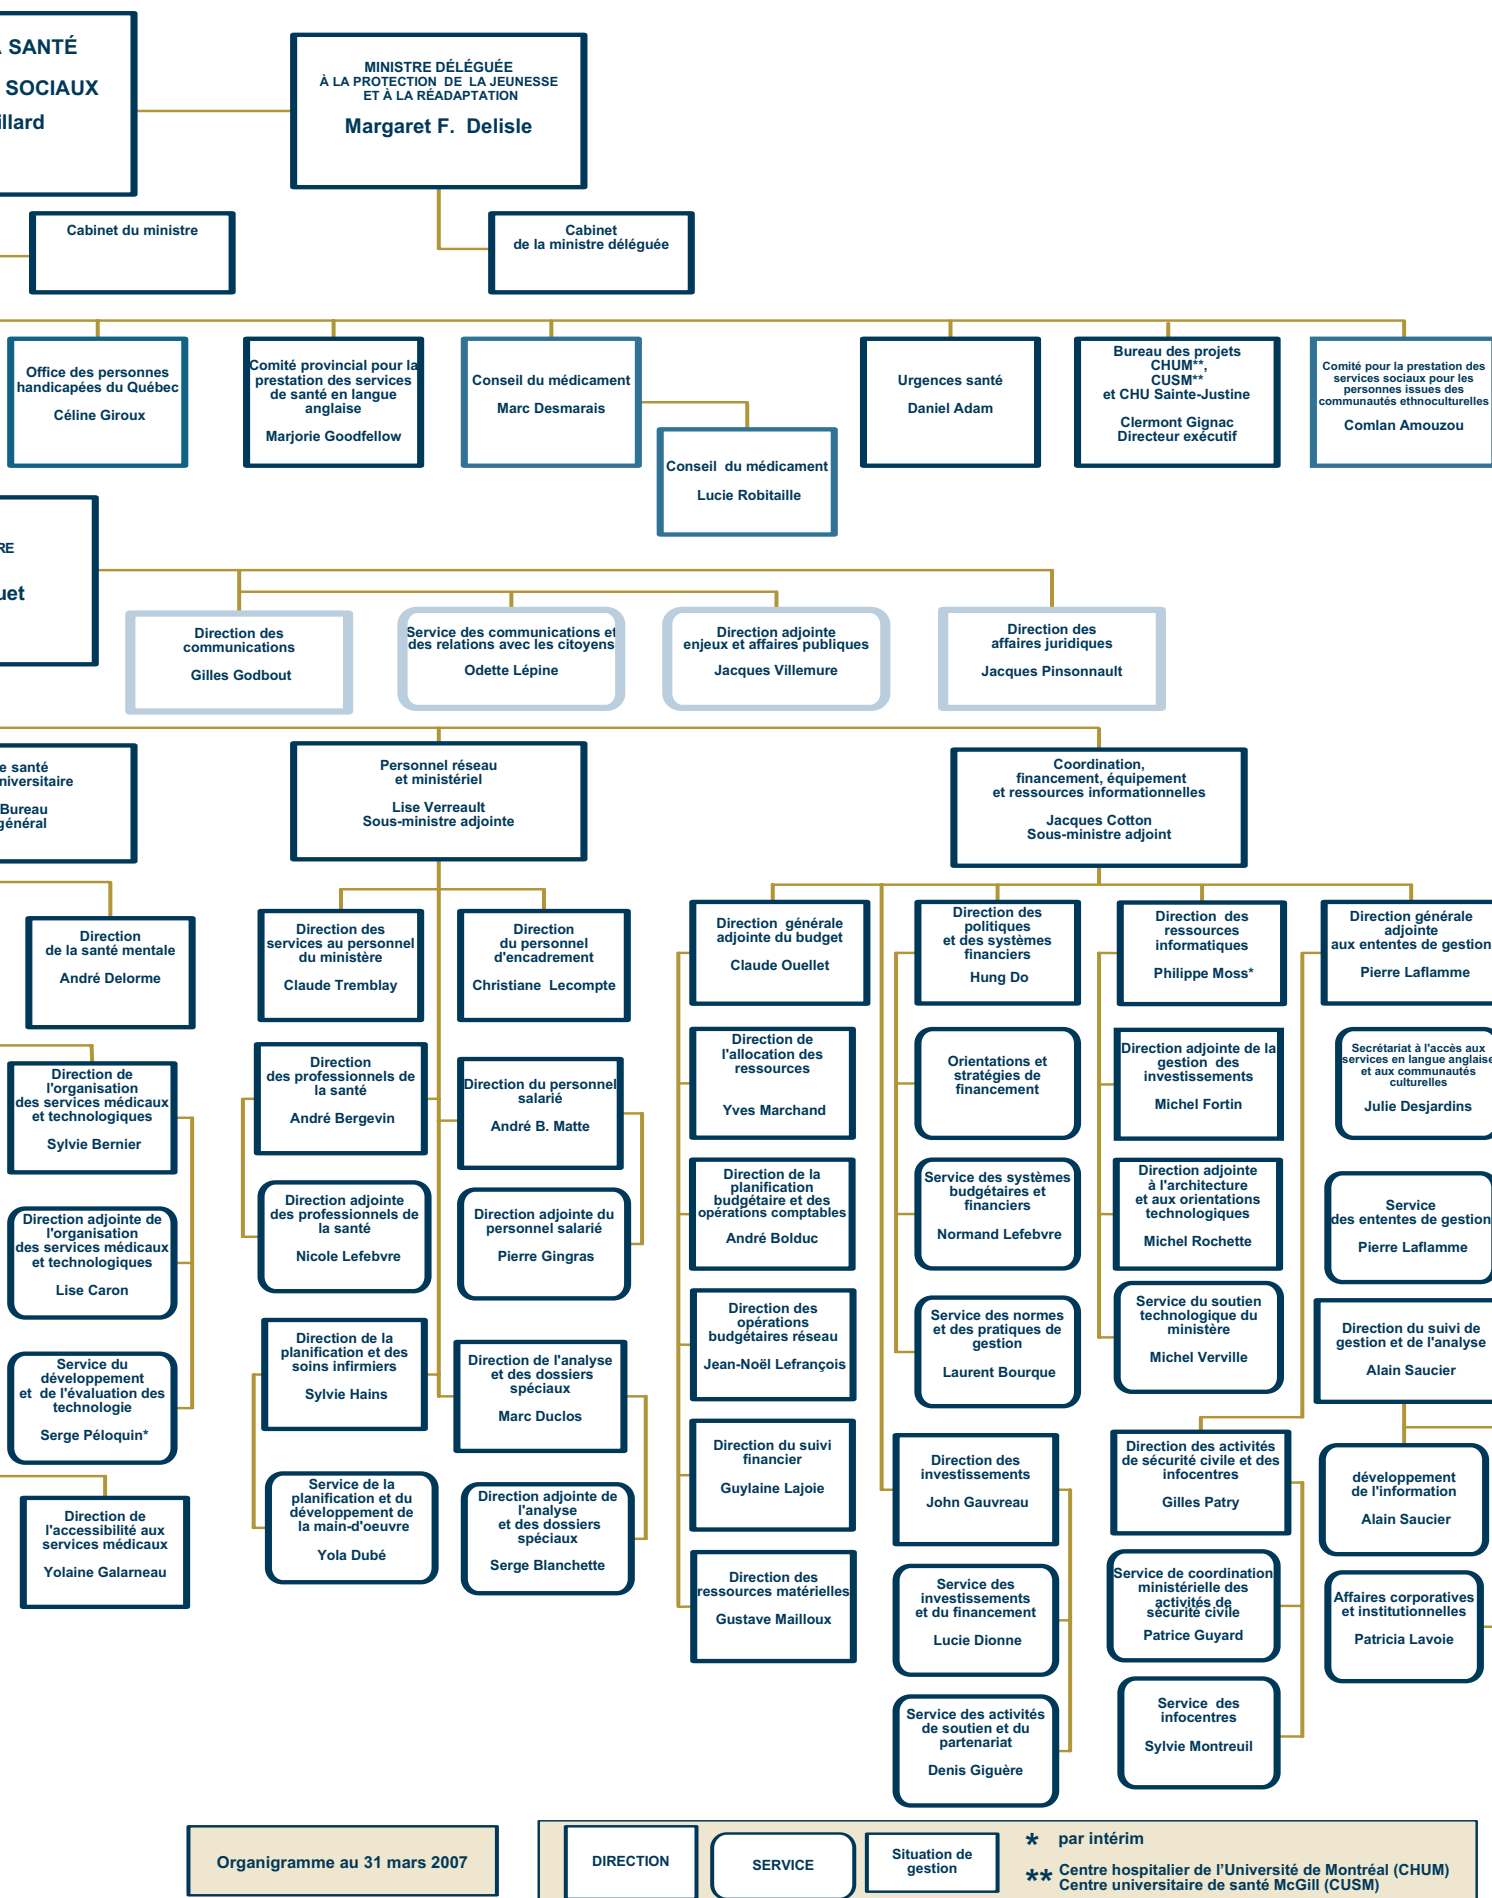 SANTÉ
SOCIAUX
illard
MINISTRE DÉLÉGUÉE
À LA PROTECTION DE LA JEUNESSE
ET À LA RÉADAPTATION
Margaret F. Delisle
Cabinet du ministre
Cabinet
de la ministre déléguée
Office des personnes
handicapées du Québec
Céline Giroux
Comité provincial pour la
prestation des services
de santé en langue
anglaise
Marjorie Goodfellow
Conseil du médicament
Marc Desmarais
Conseil du médicament
Lucie Robitaille
Urgences santé
Daniel Adam
Bureau des projets
CHUM**,
CUSM**
et CHU Sainte-Justine
Clermont Gignac
Directeur exécutif
Comité pour la prestation des
services sociaux pour les
personnes issues des
communautés ethnoculturelles
Comlan Amouzou
RE
uet
Direction des
communications
Gilles Godbout
Service des communications et
des relations avec les citoyens
Odette Lépine
Direction adjointe
enjeux et affaires publiques
Jacques Villemure
Direction des
affaires juridiques
Jacques Pinsonnault
e santé
niversitaire
Bureau
général
Personnel réseau
et ministériel
Lise Verreault
Sous-ministre adjointe
Coordination,
financement, équipement
et ressources informationnelles
Jacques Cotton
Sous-ministre adjoint
Direction
de la santé mentale
André Delorme
Direction de
l'organisation
des services médicaux
et technologiques
Sylvie Bernier
Direction adjointe de
l'organisation
des services médicaux
et technologiques
Lise Caron
Service du
développement
et de l'évaluation des
technologie
Serge Péloquin*
Direction de
l'accessibilité aux
services médicaux
Yolaine Galarneau
Direction des
services au personnel
du ministère
Claude Tremblay
Direction
du personnel
d'encadrement
Christiane Lecompte
Direction
des professionnels de
la santé
André Bergevin
Direction du personnel
salarié
André B. Matte
Direction adjointe
des professionnels de
la santé
Nicole Lefebvre
Direction adjointe du
personnel salarié
Pierre Gingras
Direction de la
planification et des
soins infirmiers
Sylvie Hains
Direction de l'analyse
et des dossiers
spéciaux
Marc Duclos
Service de la
planification et du
développement de
la main-d'oeuvre
Yola Dubé
Direction adjointe de
l'analyse
et des dossiers
spéciaux
Serge Blanchette
Direction générale
adjointe du budget
Claude Ouellet
Direction de
l'allocation des
ressources
Yves Marchand
Direction de la
planification
budgétaire et des
opérations comptables
André Bolduc
Direction des
opérations
budgétaires réseau
Jean-Noël Lefrançois
Direction du suivi
financier
Guylaine Lajoie
Direction des
ressources matérielles
Gustave Mailloux
Direction des
politiques
et des systèmes
financiers
Hung Do
Orientations et
stratégies de
financement
Service des systèmes
budgétaires et
financiers
Normand Lefebvre
Service des normes
et des pratiques de
gestion
Laurent Bourque
Direction des
investissements
John Gauvreau
Service des
investissements
et du financement
Lucie Dionne
Service des activités
de soutien et du
partenariat
Denis Giguère
Direction des
ressources
informatiques
Philippe Moss*
Direction adjointe de la
gestion des
investissements
Michel Fortin
Direction adjointe
à l'architecture
et aux orientations
technologiques
Michel Rochette
Service du soutien
technologique du
ministère
Michel Verville
Direction des activités
de sécurité civile et des
infocentres
Gilles Patry
Service de coordination
ministérielle des
activités de
sécurité civile
Patrice Guyard
Service des
infocentres
Sylvie Montreuil
Direction générale
adjointe
aux ententes de gestion
Pierre Laflamme
Secrétariat à l'accès aux
services en langue anglaise
et aux communautés
culturelles
Julie Desjardins
Service
des ententes de gestion
Pierre Laflamme
Direction du suivi de
gestion et de l'analyse
Alain Saucier
développement
de l'information
Alain Saucier
Affaires corporatives
et institutionnelles
Patricia Lavoie
Organigramme au 31 mars 2007
DIRECTION
SERVICE
Situation de
gestion
* par intérim
** Centre hospitalier de l'Université de Montréal (CHUM)
Centre universitaire de santé McGill (CUSM)